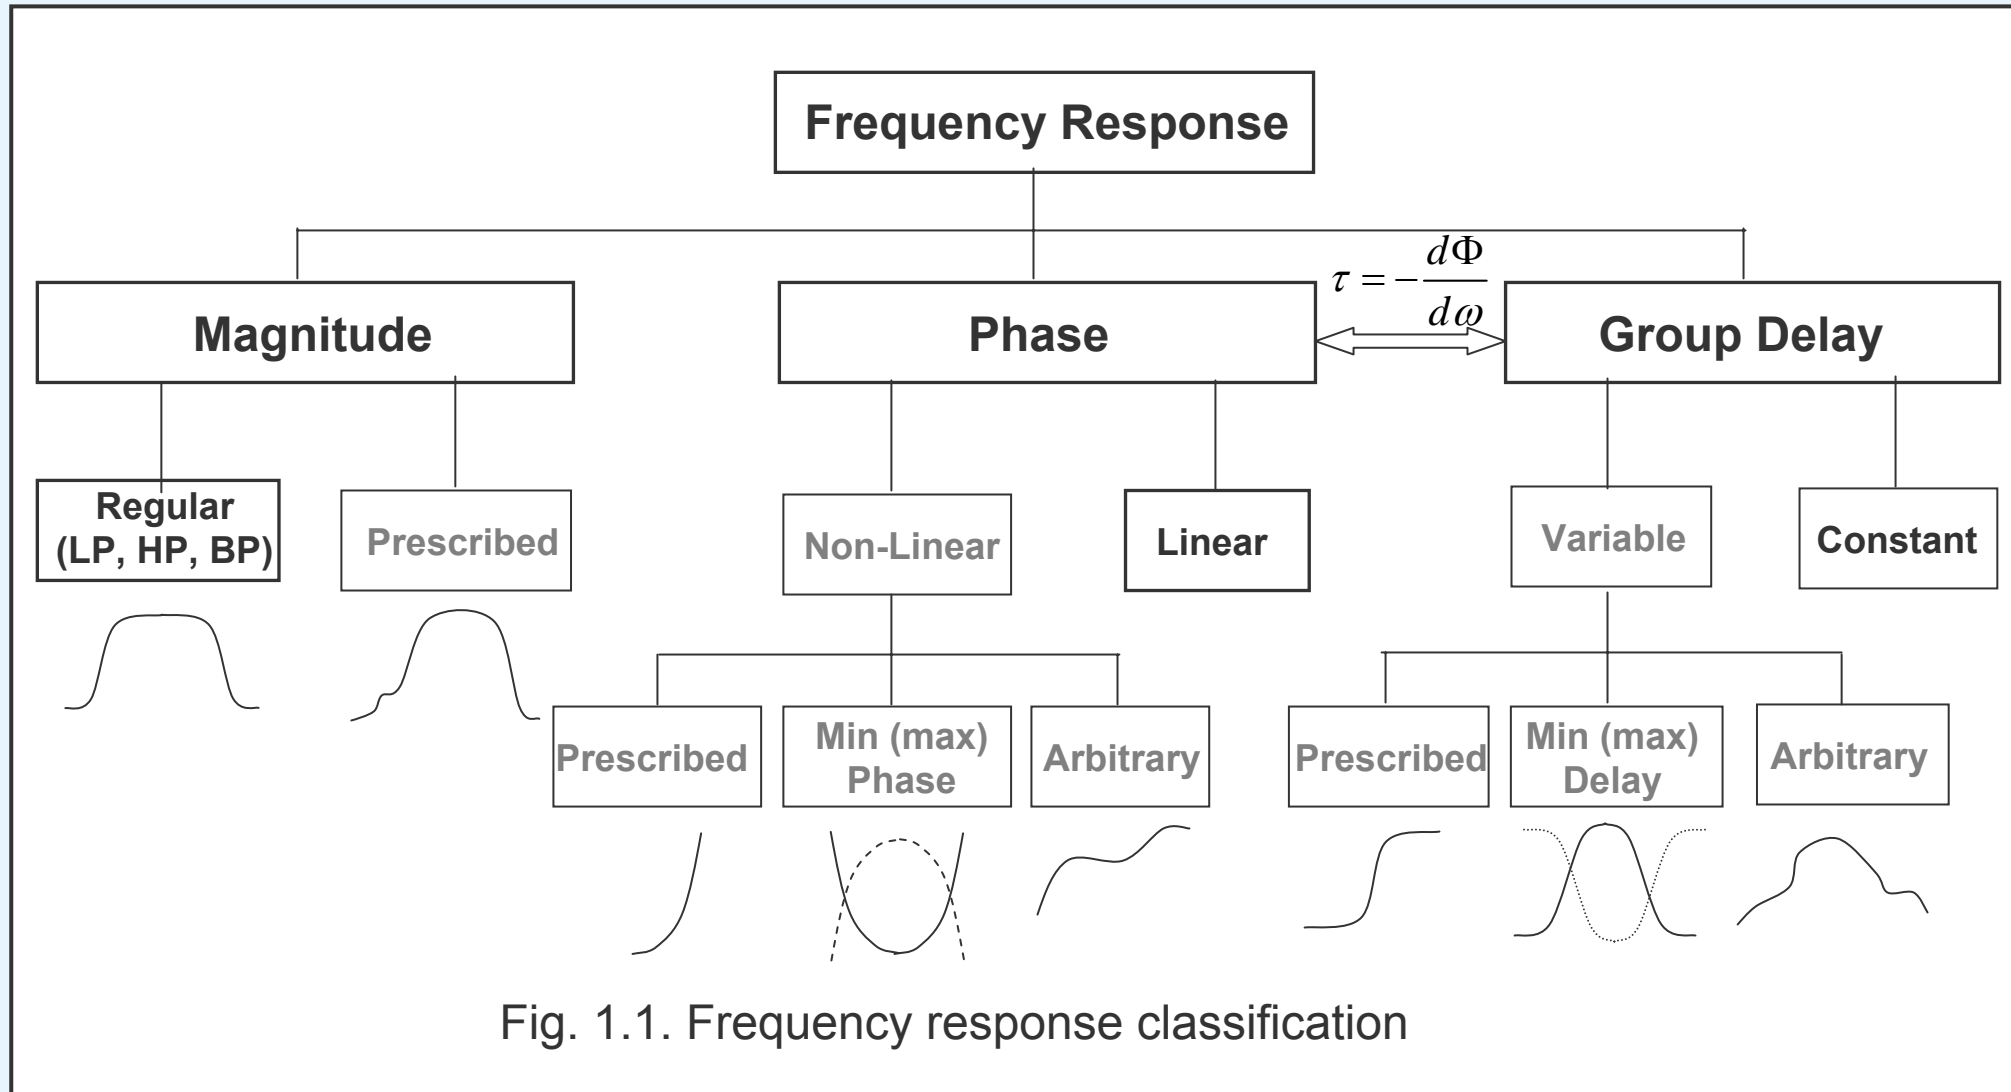 Frequency Response
τ = − dΦ/dω
Magnitude
Phase
Group Delay
Regular
(LP, HP, BP)
Prescribed
Non-Linear
Linear
Variable
Constant
Prescribed
Min (max)
Phase
Arbitrary
Prescribed
Min (max)
Delay
Arbitrary
Fig. 1.1. Frequency response classification